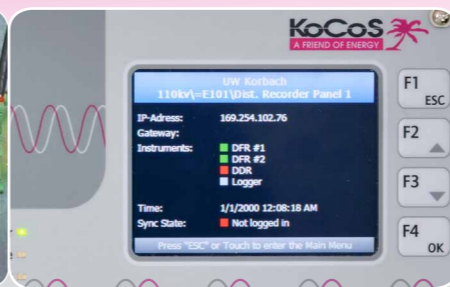 KoCoS
A FRIEND OF ENERGY
UW Korbach
110kv\=E101\Dist. Recorder Panel 1
IP-Adress: 169.254.102.76
Gateway:
Instruments: DFR #1
DFR #2
DDR
Logger
Time: 1/1/2000 12:08:18 AM
Sync State: Not logged in
Press "ESC" or Touch to enter the Main Menu
F1
ESC
F2
F3
F4
OK